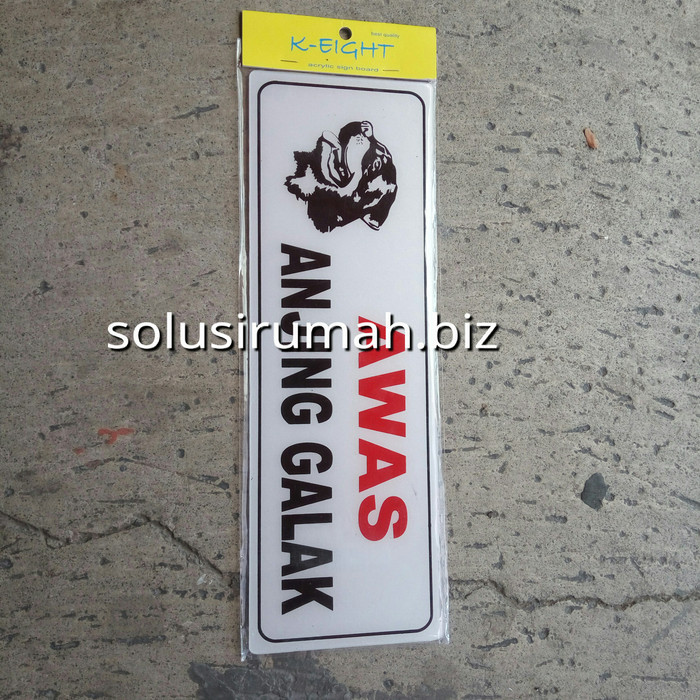 best quality
K-EIGHT
acrylic sign board
AWAS
ANJING GALAK
solusirumah.biz